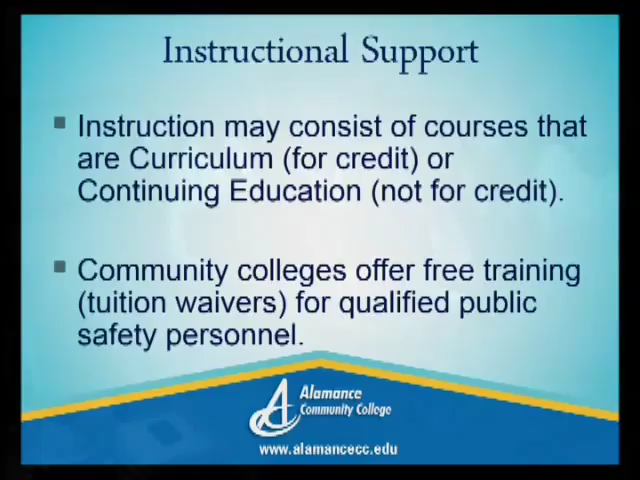 Instructional Support
Instruction may consist of courses that
are Curriculum (for credit) or
Continuing Education (not for credit).
Community colleges offer free training
(tuition waivers) for qualified public
safety personnel.
Alamance
Community College
www.alamancecc.edu